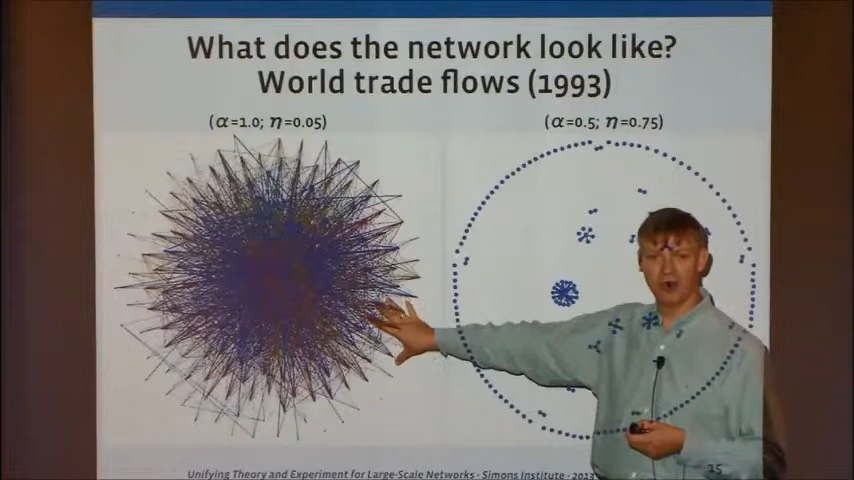 What does the network look like?
World trade flows (1993)
(α=1.0; η=0.05)
(α=0.5; η=0.75)
Unifying Theory and Experiment for Large-Scale Networks - Simons Institute - 2013
15